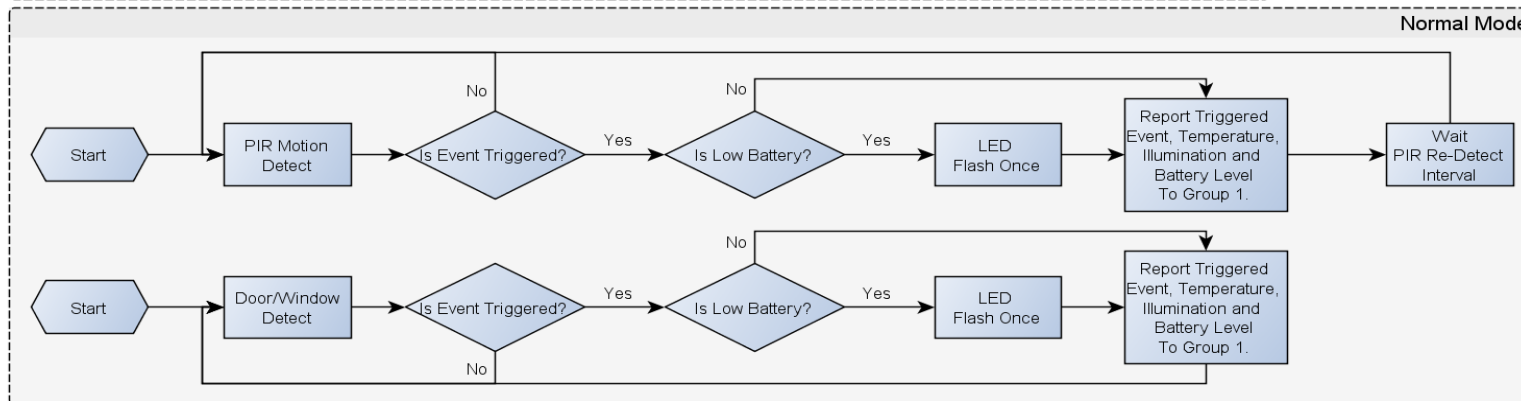 Normal Mode
Start
PIR Motion
Detect
Is Event Triggered?
No
Yes
Is Low Battery?
No
Yes
LED
Flash Once
Report Triggered
Event, Temperature,
Illumination and
Battery Level
To Group 1.
Wait
PIR Re-Detect
Interval
Start
Door/Window
Detect
Is Event Triggered?
No
Yes
Is Low Battery?
No
Yes
LED
Flash Once
Report Triggered
Event, Temperature,
Illumination and
Battery Level
To Group 1.